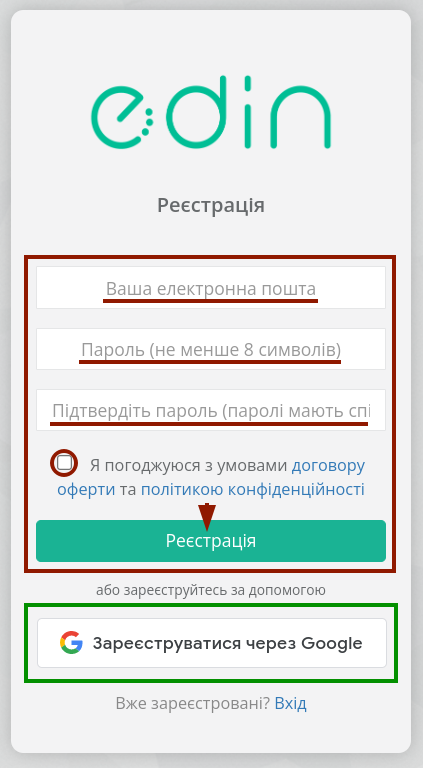 edin
Реєстрація
Ваша електронна пошта
Пароль (не менше 8 символів)
Підтвердіть пароль (паролі мають спі
Я погоджуюся з умовами договору
оферти та політикою конфіденційності
Реєстрація
або зареєструйтесь за допомогою
Зареєструватися через Google
Вже зареєстровані? Вхід